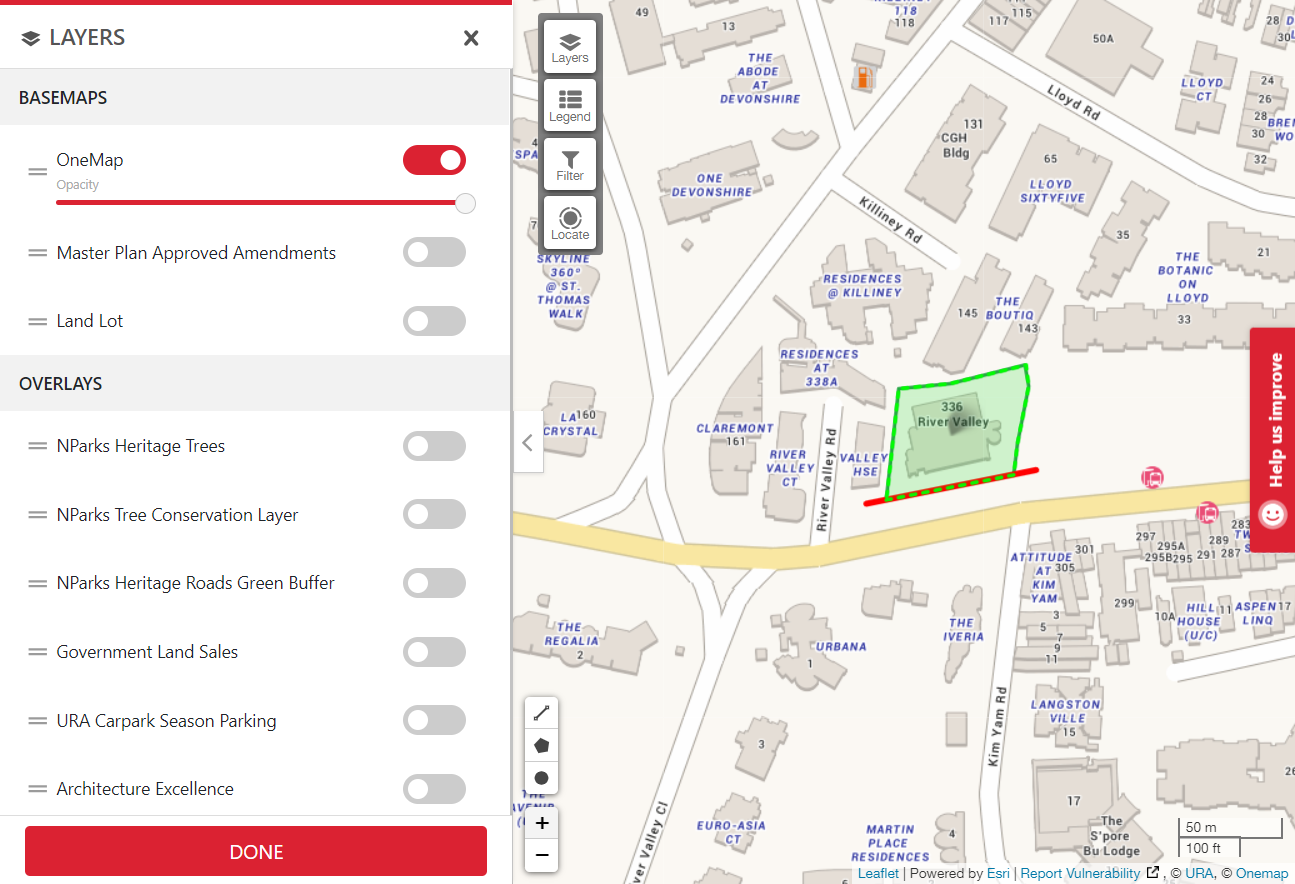 LAYERS
BASEMAPS
OneMap
Opacity
Master Plan Approved Amendments
Land Lot
OVERLAYS
NParks Heritage Trees
NParks Tree Conservation Layer
NParks Heritage Roads Green Buffer
Government Land Sales
URA Carpark Season Parking
Architecture Excellence
DONE
Layers
Legend
Filter
Locate
49
13
118
118
117
115
50A
28
30
THE
ABODE
AT
DEVONSHIRE
Lloyd Rd
LLOYD
CT
24
26
28
30
32
131
CGH
Bldg
65
LLOYD
SIXTYFIVE
ONE
DEVONSHIRE
Killiney Rd
35
21
THE
BOTANIC
ON
LLOYD
33
SKYLINE
360°
@ ST.
THOMAS
WALK
RESIDENCES
@ KILLINEY
145
THE
BOUTIQ
143
RESIDENCES
AT
338A
LA
160
CRYSTAL
CLAREMONT
161
RIVER
VALLEY
CT
River Valley Rd
VALLEY
HSE
336
River Valley
Help us improve
ATTITUDE
AT
KIM
YAM
301
305
297
295A
295B
295
291
289
287
283
299
3
5
7
9
11
10A
HILL
HOUSE
(U/C)
11
ASPEN
LINQ
17
THE
REGALIA
2
URBANA
1
THE
IVERIA
Kim Yam Rd
LANGSTON
VILLE
15
3
17
The
S'pore
Bu Lodge
EURO-ASIA
CT
MARTIN
PLACE
RESIDENCES
4
+
−
50 m
100 ft
Leaflet | Powered by Esri | Report Vulnerability , © URA, © Onemap